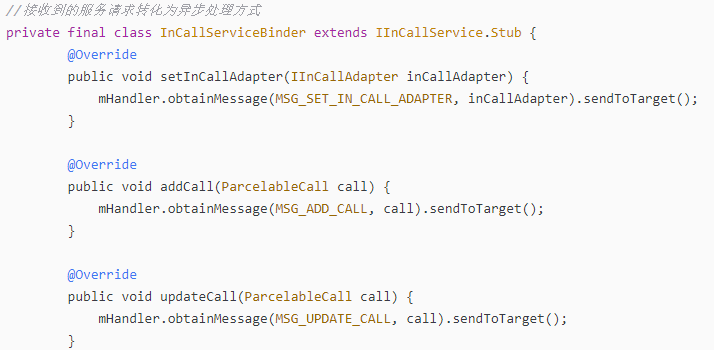 //接收到的服务请求转化为异步处理方式
private final class InCallServiceBinder extends IInCallService.Stub {
        @Override
        public void setInCallAdapter(IInCallAdapter inCallAdapter) {
            mHandler.obtainMessage(MSG_SET_IN_CALL_ADAPTER, inCallAdapter).sendToTarget();
        }

        @Override
        public void addCall(ParcelableCall call) {
            mHandler.obtainMessage(MSG_ADD_CALL, call).sendToTarget();
        }

        @Override
        public void updateCall(ParcelableCall call) {
            mHandler.obtainMessage(MSG_UPDATE_CALL, call).sendToTarget();
        }